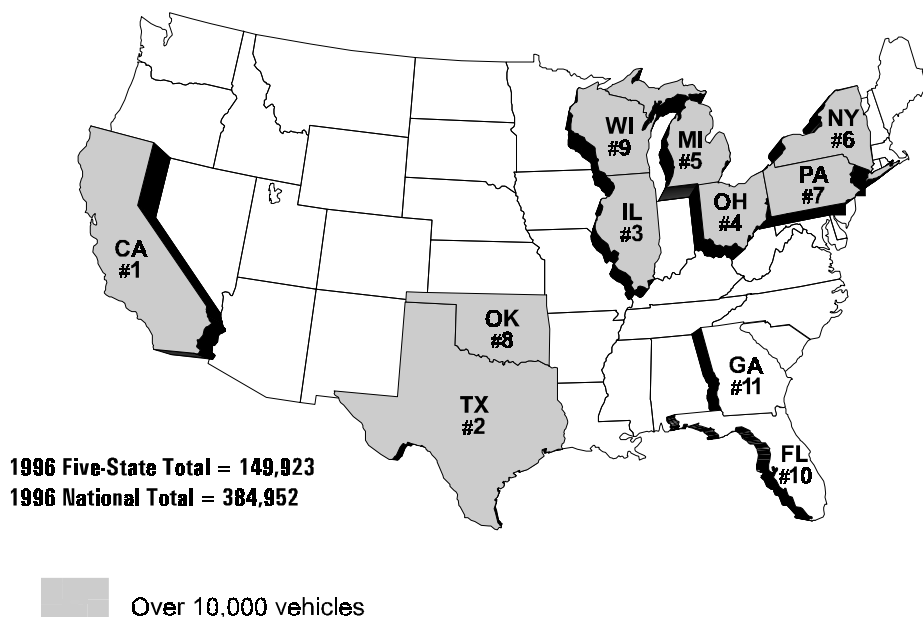 WI
#9
MI
#5
NY
#6
PA
#7
OH
#4
IL
#3
CA
#1
OK
#8
GA
#11
TX
#2
FL
#10
1996 Five-State Total = 149,923
1996 National Total = 384,952
Over 10,000 vehicles